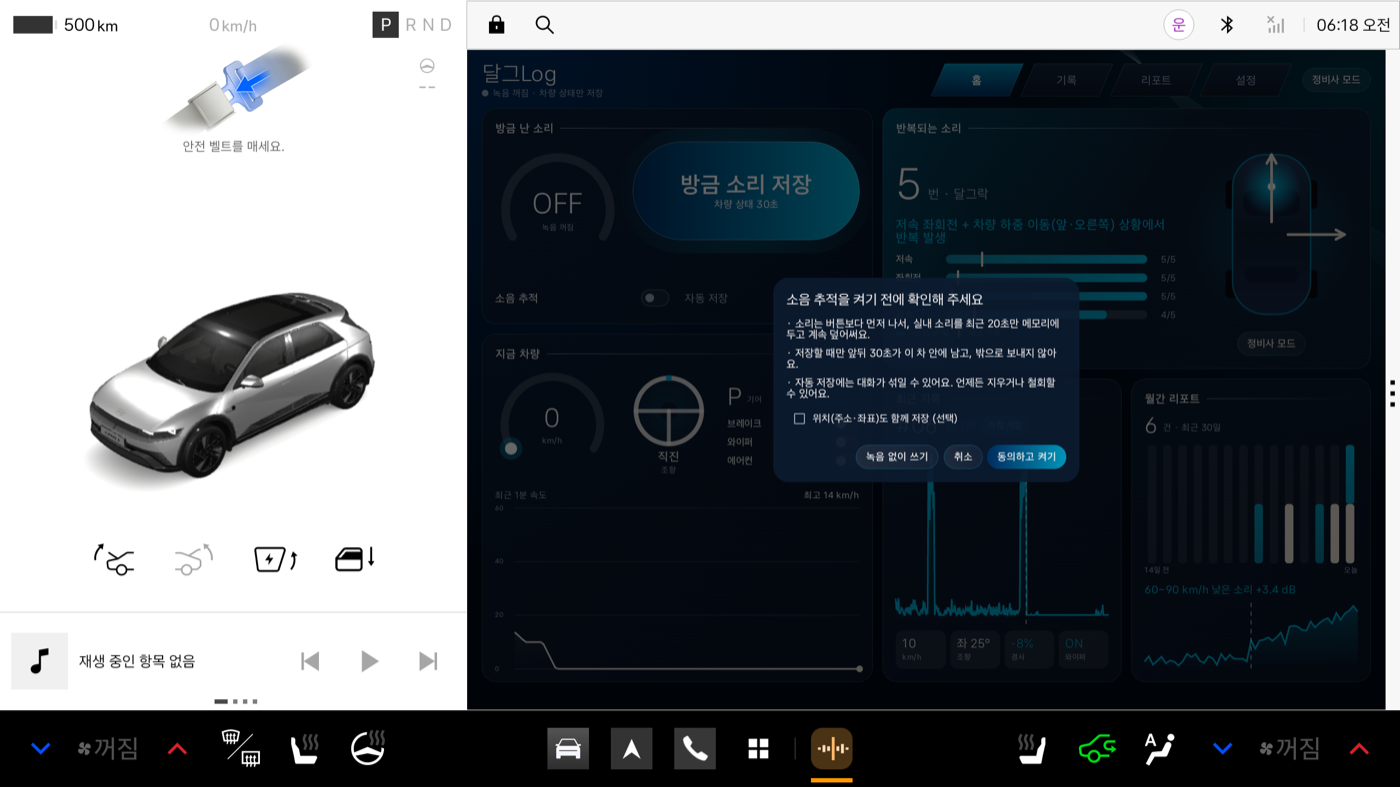 500km
0km/h
P R N D
안전 벨트를 매세요.
재생 중인 항목 없음
운
06:18 오전
달그Log
녹음 꺼짐 · 차량 상태만 저장
홈
기록
리포트
설정
정비사 모드
방금 난 소리
OFF
녹음 꺼짐
방금 소리 저장
차량 상태 30초
소음 추적
자동 저장
반복되는 소리
5 번 · 달그락
저속 좌회전 + 차량 하중 이동(앞·오른쪽) 상황에서
반복 발생
저속
5/5
좌회전
5/5
5/5
4/5
정비사 모드
소음 추적을 켜기 전에 확인해 주세요
· 소리는 버튼보다 먼저 나서, 실내 소리를 최근 20초만 메모리에
두고 계속 덮어써요.
· 저장할 때만 앞뒤 30초가 이 차 안에 남고, 밖으로 보내지 않아
요.
· 자동 저장에는 대화가 섞일 수 있어요. 언제든 지우거나 철회할
수 있어요.
위치(주소·좌표)도 함께 저장 (선택)
녹음 없이 쓰기
취소
동의하고 켜기
지금 차량
0
km/h
직진
조향
P 기어
브레이크
와이퍼
에어컨
최근 1분 속도
최고 14 km/h
60
40
20
0
10
km/h
좌 25°
조향
-8%
경사
ON
와이퍼
월간 리포트
6 건 · 최근 30일
14일 전
오늘
60–90 km/h 낮은 소리 +3.4 dB
꺼짐
A
꺼짐